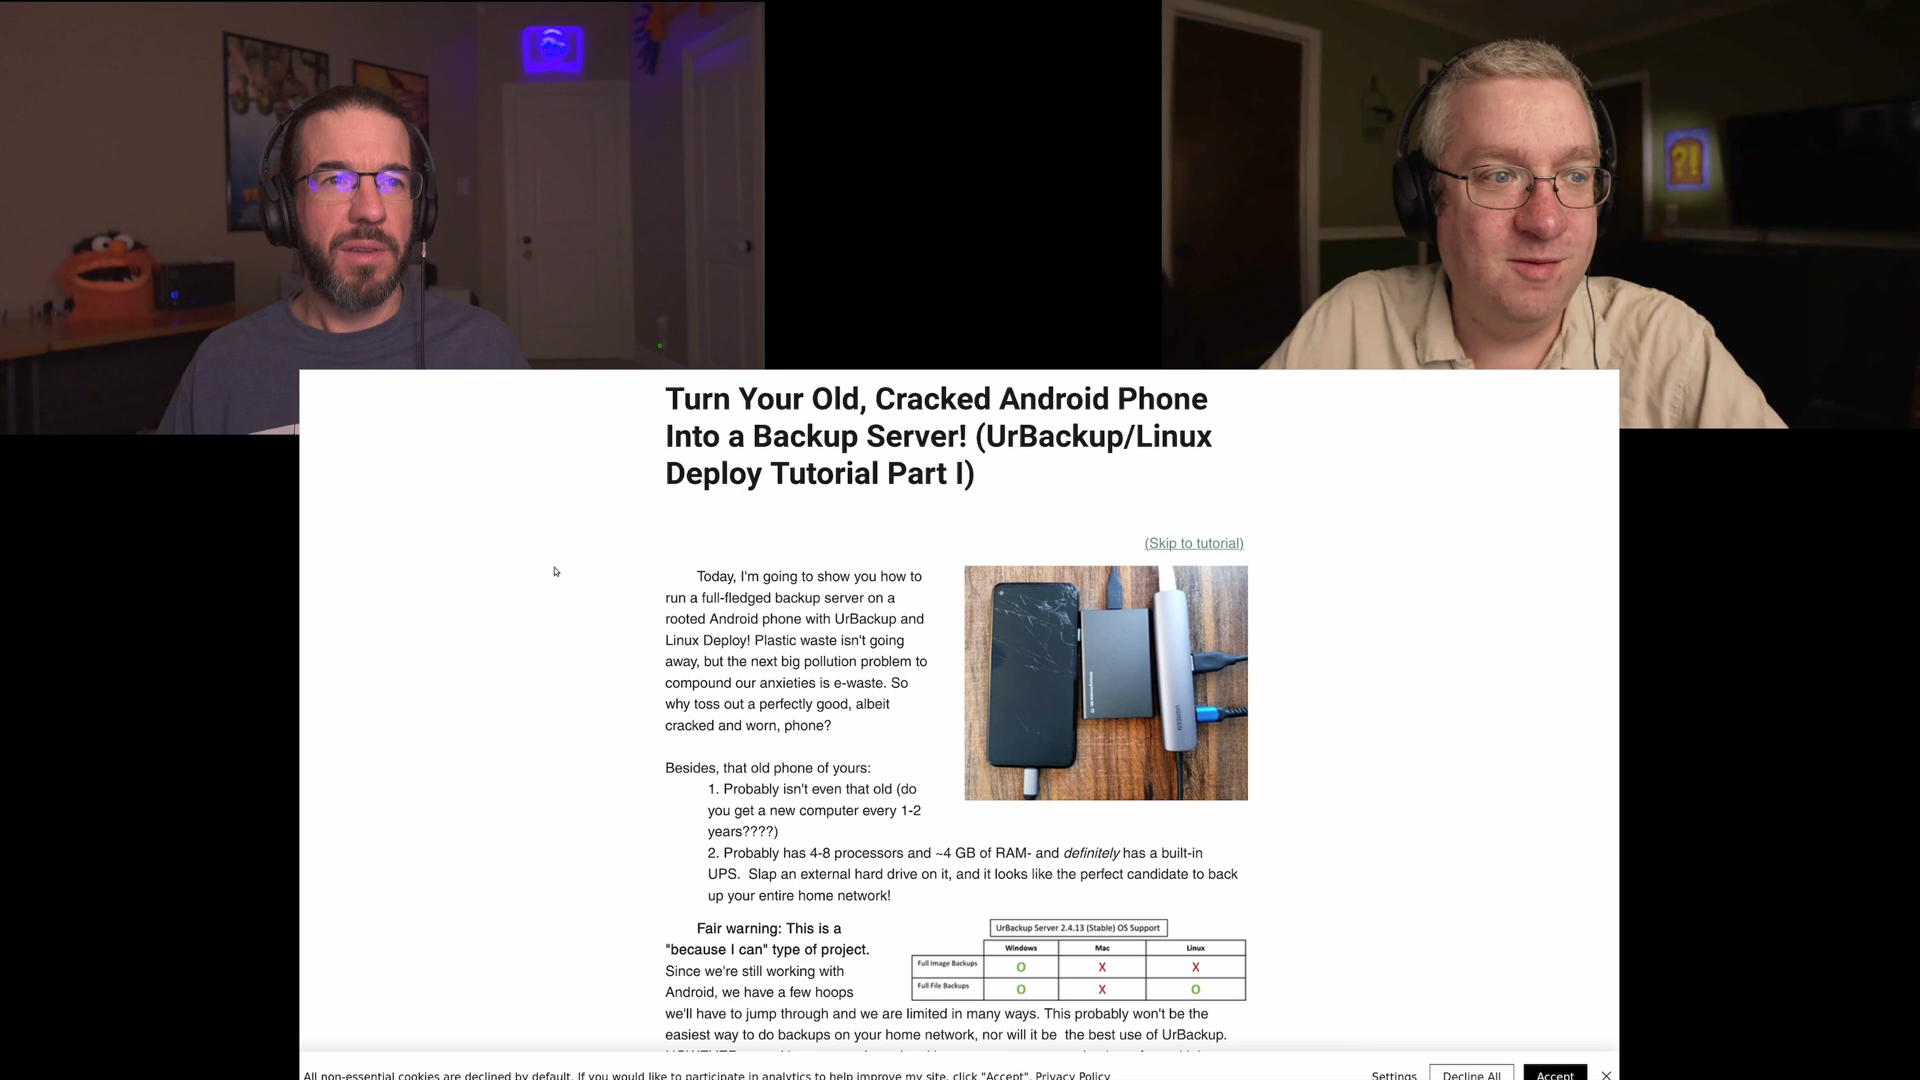 Turn Your Old, Cracked Android Phone
Into a Backup Server! (UrBackup/Linux
Deploy Tutorial Part I)
(Skip to tutorial)
Today, I'm going to show you how to
run a full-fledged backup server on a
rooted Android phone with UrBackup and
Linux Deploy! Plastic waste isn't going
away, but the next big pollution problem to
compound our anxieties is e-waste. So
why toss out a perfectly good, albeit
cracked and worn, phone?
UGREEN
Besides, that old phone of yours:
1. Probably isn't even that old (do
you get a new computer every 1-2
years????)
2. Probably has 4-8 processors and ~4 GB of RAM- and definitely has a built-in
UPS.  Slap an external hard drive on it, and it looks like the perfect candidate to back
up your entire home network!
Fair warning: This is a
"because I can" type of project.
Since we're still working with
Android, we have a few hoops
UrBackup Server 2.4.13 (Stable) OS Support
Windows Mac Linux
Full Image Backups O X X
Full File Backups O X O
we'll have to jump through and we are limited in many ways. This probably won't be the
easiest way to do backups on your home network, nor will it be  the best use of UrBackup.
All non-essential cookies are declined by default. If you would like to participate in analytics to help improve my site, click "Accept". Privacy Policy
Settings Decline All Accept
?!